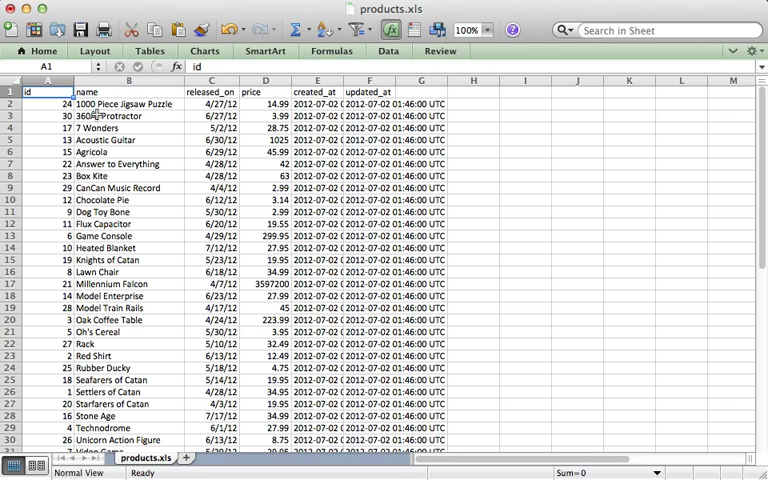 products.xls
100%
Search in Sheet
Home Layout Tables Charts SmartArt Formulas Data Review
A1 fx id
A B C D E F G H I J K L M
1 id name released_on price created_at updated_at
2 24 1000 Piece Jigsaw Puzzle 4/27/12 14.99 2012-07-02 ( 2012-07-02 01:46:00 UTC
3 30 Protractor 6/27/12 3.99 2012-07-02 ( 2012-07-02 01:46:00 UTC
4 17 7 Wonders 5/2/12 28.75 2012-07-02 ( 2012-07-02 01:46:00 UTC
5 13 Acoustic Guitar 6/30/12 1025 2012-07-02 ( 2012-07-02 01:46:00 UTC
6 15 Agricola 6/29/12 45.99 2012-07-02 ( 2012-07-02 01:46:00 UTC
7 22 Answer to Everything 4/28/12 42 2012-07-02 ( 2012-07-02 01:46:00 UTC
8 23 Box Kite 4/28/12 63 2012-07-02 ( 2012-07-02 01:46:00 UTC
9 29 CanCan Music Record 4/4/12 2.99 2012-07-02 ( 2012-07-02 01:46:00 UTC
10 12 Chocolate Pie 6/12/12 3.14 2012-07-02 ( 2012-07-02 01:46:00 UTC
11 9 Dog Toy Bone 5/30/12 2.99 2012-07-02 ( 2012-07-02 01:46:00 UTC
12 11 Flux Capacitor 6/20/12 19.55 2012-07-02 ( 2012-07-02 01:46:00 UTC
13 6 Game Console 4/29/12 299.95 2012-07-02 ( 2012-07-02 01:46:00 UTC
14 10 Heated Blanket 7/12/12 27.95 2012-07-02 ( 2012-07-02 01:46:00 UTC
15 19 Knights of Catan 5/23/12 19.95 2012-07-02 ( 2012-07-02 01:46:00 UTC
16 8 Lawn Chair 6/18/12 34.99 2012-07-02 ( 2012-07-02 01:46:00 UTC
17 21 Millennium Falcon 4/7/12 3597200 2012-07-02 ( 2012-07-02 01:46:00 UTC
18 14 Model Enterprise 6/23/12 27.99 2012-07-02 ( 2012-07-02 01:46:00 UTC
19 28 Model Train Rails 4/17/12 45 2012-07-02 ( 2012-07-02 01:46:00 UTC
20 3 Oak Coffee Table 4/24/12 223.99 2012-07-02 ( 2012-07-02 01:46:00 UTC
21 5 Oh's Cereal 5/30/12 3.95 2012-07-02 ( 2012-07-02 01:46:00 UTC
22 27 Rack 5/10/12 32.49 2012-07-02 ( 2012-07-02 01:46:00 UTC
23 2 Red Shirt 6/13/12 12.49 2012-07-02 ( 2012-07-02 01:46:00 UTC
24 25 Rubber Ducky 5/18/12 4.75 2012-07-02 ( 2012-07-02 01:46:00 UTC
25 18 Seafarers of Catan 5/14/12 19.95 2012-07-02 ( 2012-07-02 01:46:00 UTC
26 1 Settlers of Catan 4/28/12 34.95 2012-07-02 ( 2012-07-02 01:46:00 UTC
27 20 Starfarers of Catan 4/3/12 19.95 2012-07-02 ( 2012-07-02 01:46:00 UTC
28 16 Stone Age 7/17/12 34.99 2012-07-02 ( 2012-07-02 01:46:00 UTC
29 4 Technodrome 6/1/12 27.99 2012-07-02 ( 2012-07-02 01:46:00 UTC
30 26 Unicorn Action Figure 6/13/12 8.75 2012-07-02 ( 2012-07-02 01:46:00 UTC
products.xls
Normal View Ready Sum=0